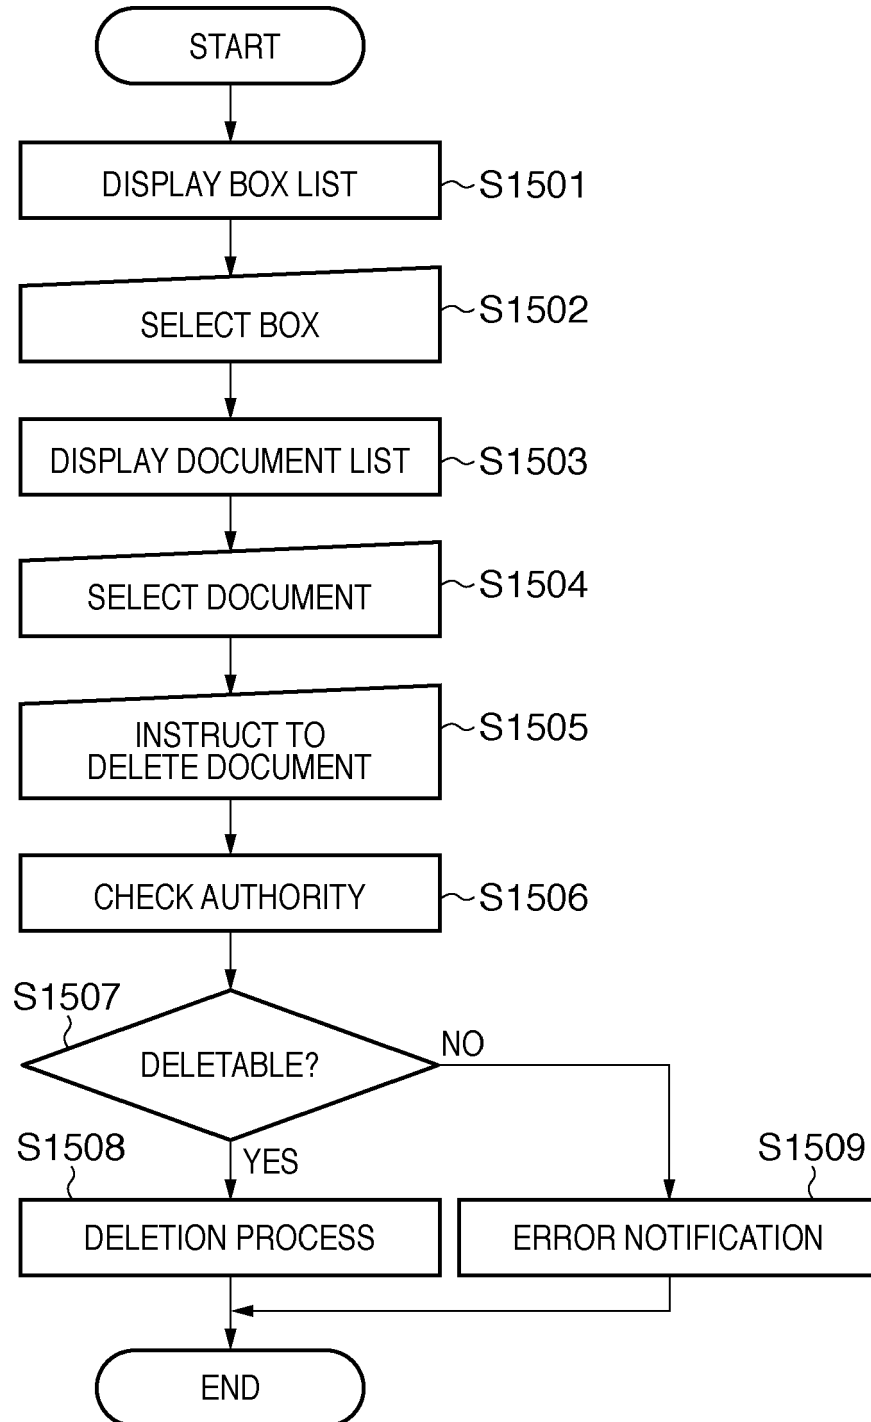 START
DISPLAY BOX LIST
S1501
SELECT BOX
S1502
DISPLAY DOCUMENT LIST
S1503
SELECT DOCUMENT
S1504
INSTRUCT TO
DELETE DOCUMENT
S1505
CHECK AUTHORITY
S1506
S1507
DELETABLE?
NO
YES
S1508
DELETION PROCESS
S1509
ERROR NOTIFICATION
END